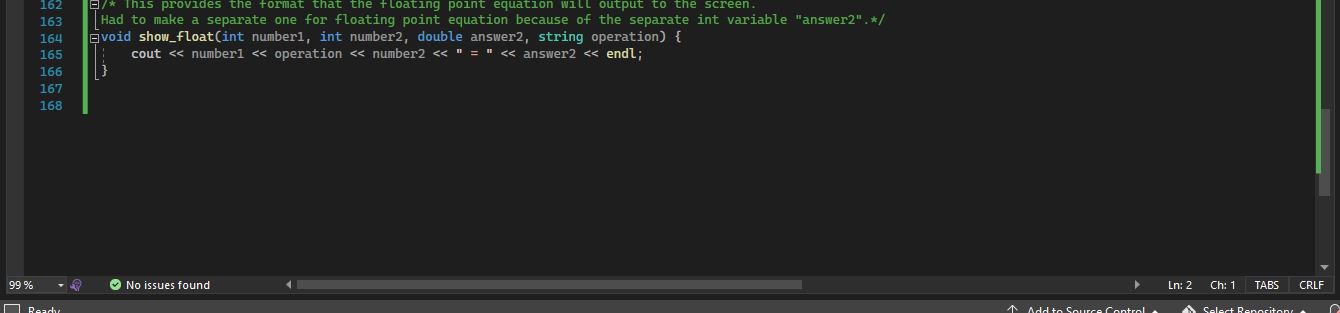 162 /* This provides the format that the floating point equation will output to the screen.
163 Had to make a separate one for floating point equation because of the separate int variable "answer2".*/
164 void show_float(int number1, int number2, double answer2, string operation) {
165 cout << number1 << operation << number2 << " = " << answer2 << endl;
166 }
167
168
99 % No issues found Ln: 2 Ch: 1 TABS CRLF
Ready Add to Source Control Select Repository